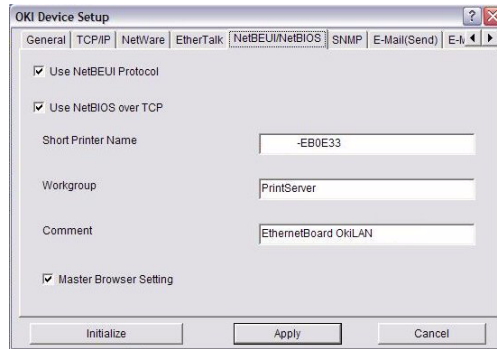 OKI Device Setup
General TCP/IP NetWare EtherTalk NetBEUI/NetBIOS SNMP E-Mail(Send)
Use NetBEUI Protocol
Use NetBIOS over TCP
Short Printer Name -EB0E33
Workgroup PrintServer
Comment EthernetBoard OkiLAN
Master Browser Setting
Initialize Apply Cancel